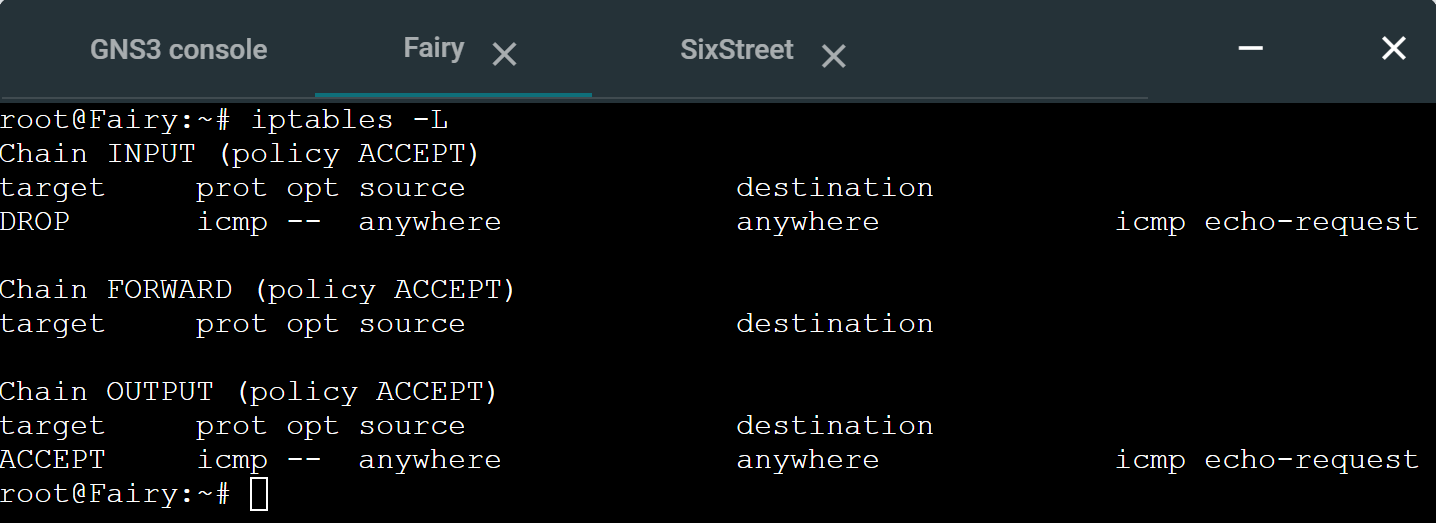 GNS3 console Fairy SixStreet
root@Fairy:~# iptables -L
Chain INPUT (policy ACCEPT)
target     prot opt source               destination
DROP       icmp --  anywhere             anywhere             icmp echo-request
Chain FORWARD (policy ACCEPT)
target     prot opt source               destination
Chain OUTPUT (policy ACCEPT)
target     prot opt source               destination
ACCEPT     icmp --  anywhere             anywhere             icmp echo-request
root@Fairy:~#